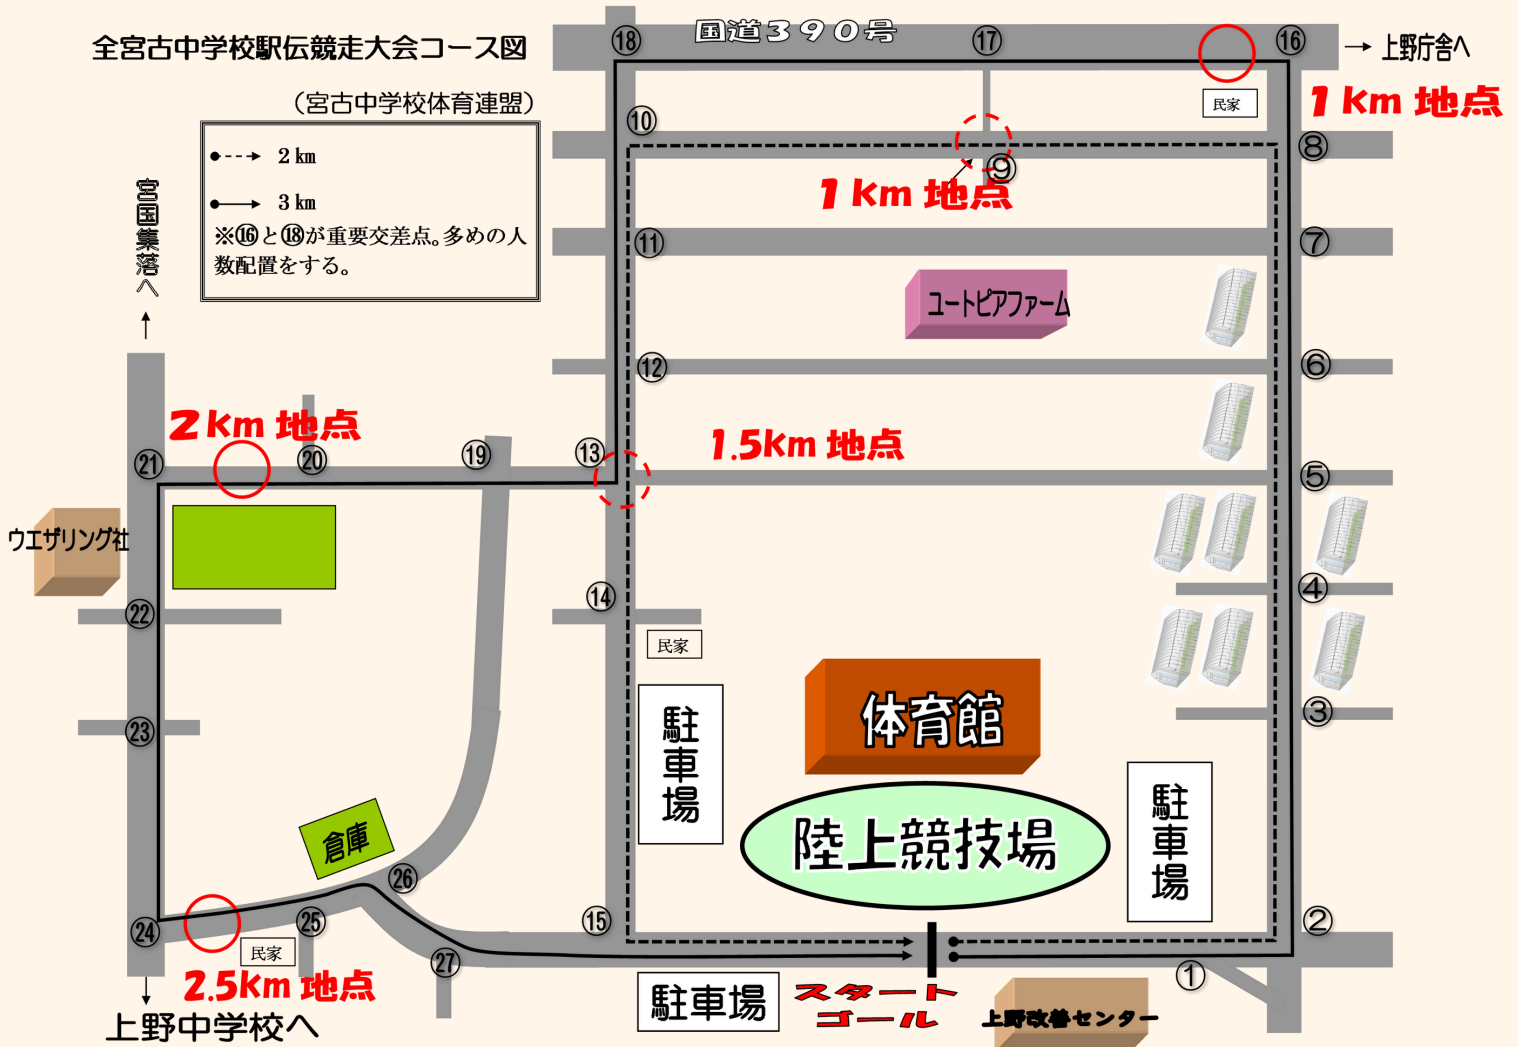 全宮古中学校駅伝競走大会コース図
（宮古中学校体育連盟）
2 km
3 km
※⑯と⑱が重要交差点。多めの人
数配置をする。
国道３９０号
⑱
⑰
⑯
→ 上野庁舎へ
民家
1 km 地点
⑩
⑨
⑧
1 km 地点
宮国集落へ
⑪
⑦
ユートピアファーム
⑫
⑥
2 km 地点
1.5km 地点
㉑
⑳
⑲
⑬
⑤
ウエザリング社
㉒
⑭
④
民家
駐車場
体育館
③
㉓
駐車場
陸上競技場
倉庫
㉖
㉔
㉕
⑮
②
民家
㉗
①
2.5km 地点
駐車場
スタート
ゴール
上野改善センター
上野中学校へ